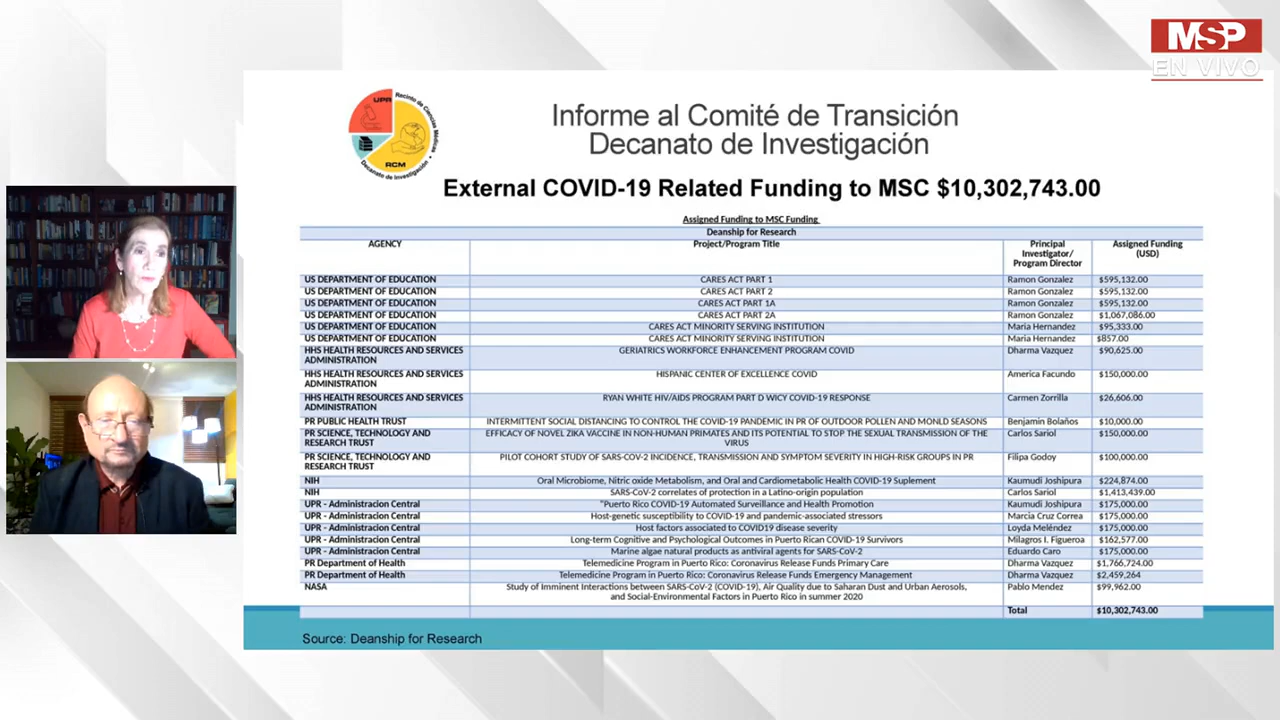 MSP
EN VIVO
UPR
Recinto de Ciencias Médicas
RCM
Decanato de Investigación
Informe al Comité de Transición
Decanato de Investigación
External COVID-19 Related Funding to MSC $10,302,743.00
Assigned Funding to MSC Funding
Deanship for Research
AGENCY Project/Program Title Principal Investigator/ Program Director Assigned Funding (USD)
US DEPARTMENT OF EDUCATION CARES ACT PART 1 Ramon Gonzalez $595,132.00
US DEPARTMENT OF EDUCATION CARES ACT PART 2 Ramon Gonzalez $595,132.00
US DEPARTMENT OF EDUCATION CARES ACT PART 1A Ramon Gonzalez $595,132.00
US DEPARTMENT OF EDUCATION CARES ACT PART 2A Ramon Gonzalez $1,067,086.00
US DEPARTMENT OF EDUCATION CARES ACT MINORITY SERVING INSTITUTION Maria Hernandez $95,333.00
US DEPARTMENT OF EDUCATION CARES ACT MINORITY SERVING INSTITUTION Maria Hernandez $857.00
HHS HEALTH RESOURCES AND SERVICES ADMINISTRATION GERIATRICS WORKFORCE ENHANCEMENT PROGRAM COVID Dharma Vazquez $90,625.00
HHS HEALTH RESOURCES AND SERVICES ADMINISTRATION HISPANIC CENTER OF EXCELLENCE COVID America Facundo $150,000.00
HHS HEALTH RESOURCES AND SERVICES ADMINISTRATION RYAN WHITE HIV/AIDS PROGRAM PART D WICY COVID-19 RESPONSE Carmen Zorrilla $26,606.00
PR PUBLIC HEALTH TRUST INTERMITTENT SOCIAL DISTANCING TO CONTROL THE COVID-19 PANDEMIC IN PR OF OUTDOOR POLLEN AND MONLD SEASONS Benjamin Bolaños $10,000.00
PR SCIENCE, TECHNOLOGY AND RESEARCH TRUST EFFICACY OF NOVEL ZIKA VACCINE IN NON-HUMAN PRIMATES AND ITS POTENTIAL TO STOP THE SEXUAL TRANSMISSION OF THE VIRUS Carlos Sariol $150,000.00
PR SCIENCE, TECHNOLOGY AND RESEARCH TRUST PILOT COHORT STUDY OF SARS-COV-2 INCIDENCE, TRANSMISSION AND SYMPTOM SEVERITY IN HIGH-RISK GROUPS IN PR Filipa Godoy $100,000.00
NIH Oral Microbiome, Nitric oxide Metabolism, and Oral and Cardiometabolic Health COVID-19 Suplement Kaumudi Joshipura $224,874.00
NIH SARS-CoV-2 correlates of protection in a Latino-origin population Carlos Sariol $1,413,439.00
UPR - Administracion Central "Puerto Rico COVID-19 Automated Surveillance and Health Promotion Kaumudi Joshipura $175,000.00
UPR - Administracion Central Host-genetic susceptibility to COVID-19 and pandemic-associated stressors Marcia Cruz Correa $175,000.00
UPR - Administracion Central Host factors associated to COVID19 disease severity Loyda Meléndez $175,000.00
UPR - Administracion Central Long-term Cognitive and Psychological Outcomes in Puerto Rican COVID-19 Survivors Milagros I. Figueroa $162,577.00
UPR - Administracion Central Marine algae natural products as antiviral agents for SARS-CoV-2 Eduardo Caro $175,000.00
PR Department of Health Telemedicine Program in Puerto Rico: Coronavirus Release Funds Primary Care Dharma Vazquez $1,766,724.00
PR Department of Health Telemedicine Program in Puerto Rico: Coronavirus Release Funds Emergency Management Dharma Vazquez $2,459,264
NASA Study of Imminent Interactions between SARS-CoV-2 (COVID-19), Air Quality due to Saharan Dust and Urban Aerosols, and Social-Environmental Factors in Puerto Rico in summer 2020 Pablo Mendez $99,962.00
Total $10,302,743.00
Source: Deanship for Research